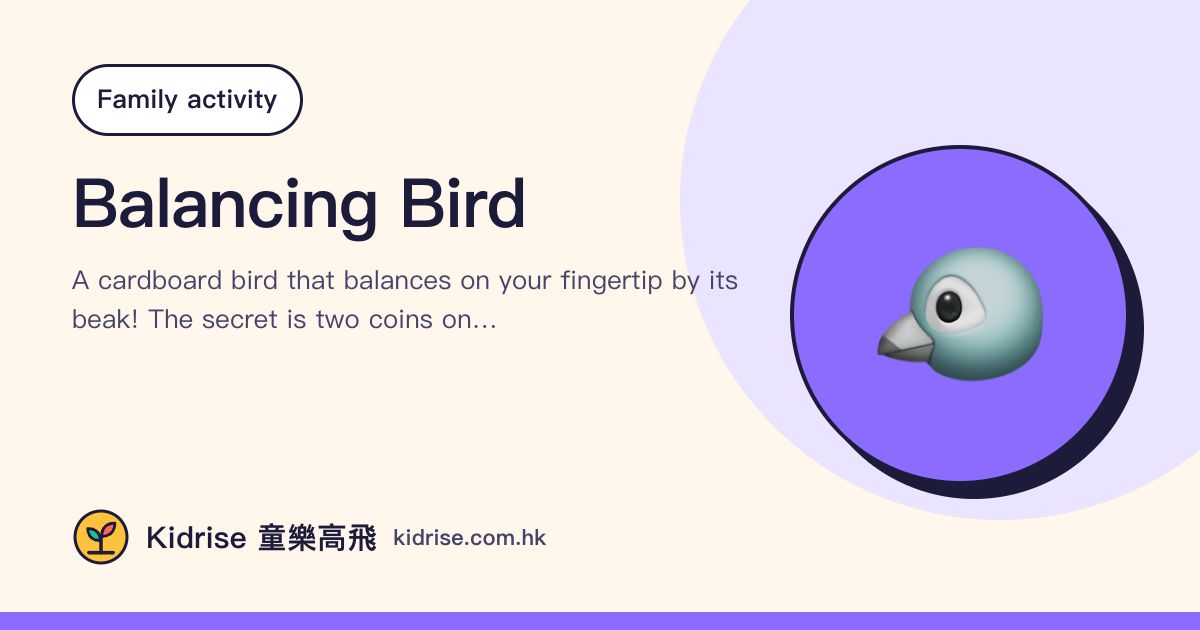 Family activity
Balancing Bird
A cardboard bird that balances on your fingertip by its
beak! The secret is two coins on…
Kidrise 童樂高飛 kidrise.com.hk